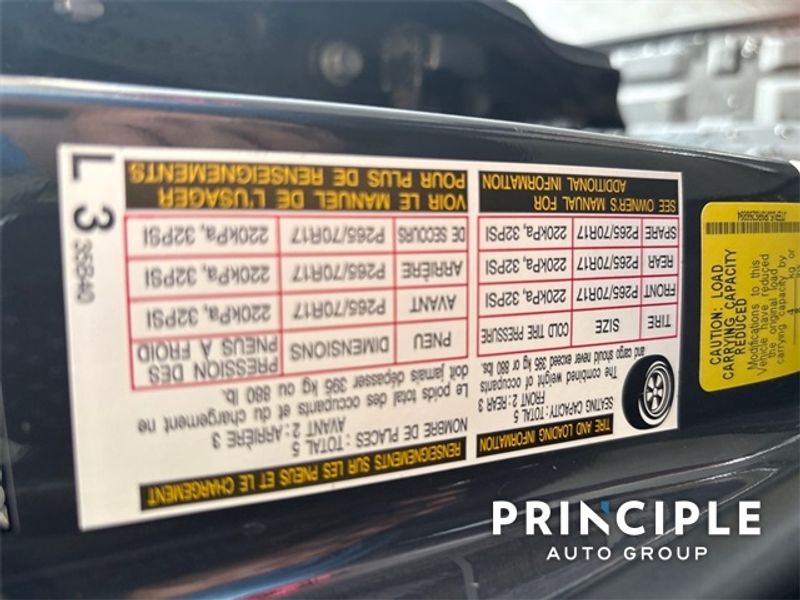 TIRE AND LOADING INFORMATION
SEATING CAPACITY: TOTAL 5
FRONT 2: REAR 3
The combined weight of occupants
and cargo should never exceed 395 kg or 880 lbs.
TIRE SIZE COLD TIRE PRESSURE
FRONT P265/70R17 220kPa, 32PSI
REAR P265/70R17 220kPa, 32PSI
SPARE P265/70R17 220kPa, 32PSI
SEE OWNER'S MANUAL FOR
ADDITIONAL INFORMATION
RENSEIGNEMENTS SUR LES PNEUS ET LE CHARGEMENT
NOMBRE DE PLACES : TOTAL 5
AVANT 2 : ARRIÈRE 3
Le poids total des occupants et du chargement ne
doit jamais dépasser 395 kg ou 880 lb.
PNEU DIMENSIONS PRESSION DES
PNEUS À FROID
AVANT P265/70R17 220kPa, 32PSI
ARRIÈRE P265/70R17 220kPa, 32PSI
DE SECOURS P265/70R17 220kPa, 32PSI
VOIR LE MANUEL DE L'USAGER
POUR PLUS DE RENSEIGNEMENTS
L 3 35B40
CAUTION: LOAD
CARRYING CAPACITY
REDUCED
Modifications to this
Vehicle have reduced
the original load
carrying capacity by
kg or
PRINCIPLE
AUTO GROUP